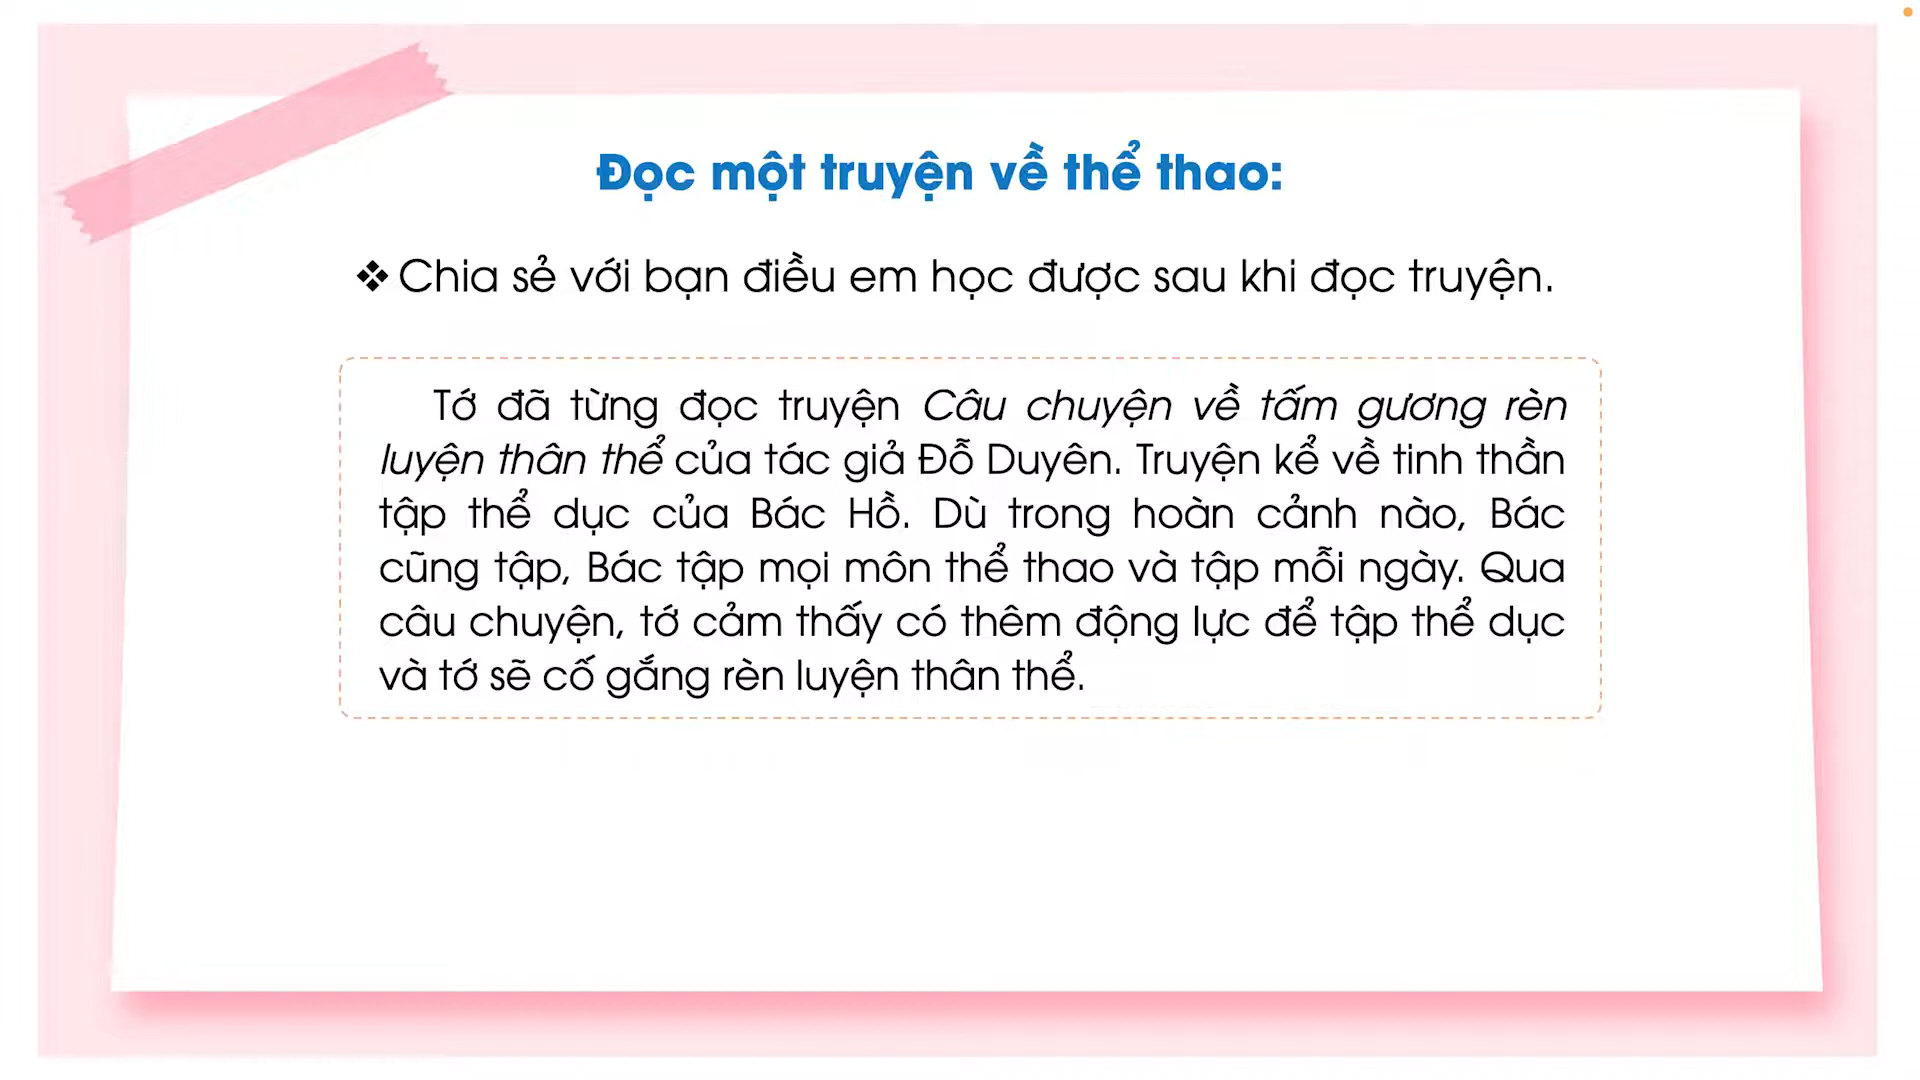 Đọc một truyện về thể thao:
❖ Chia sẻ với bạn điều em học được sau khi đọc truyện.
Tớ đã từng đọc truyện Câu chuyện về tấm gương rèn
luyện thân thể của tác giả Đỗ Duyên. Truyện kể về tinh thần
tập thể dục của Bác Hồ. Dù trong hoàn cảnh nào, Bác
cũng tập, Bác tập mọi môn thể thao và tập mỗi ngày. Qua
câu chuyện, tớ cảm thấy có thêm động lực để tập thể dục
và tớ sẽ cố gắng rèn luyện thân thể.